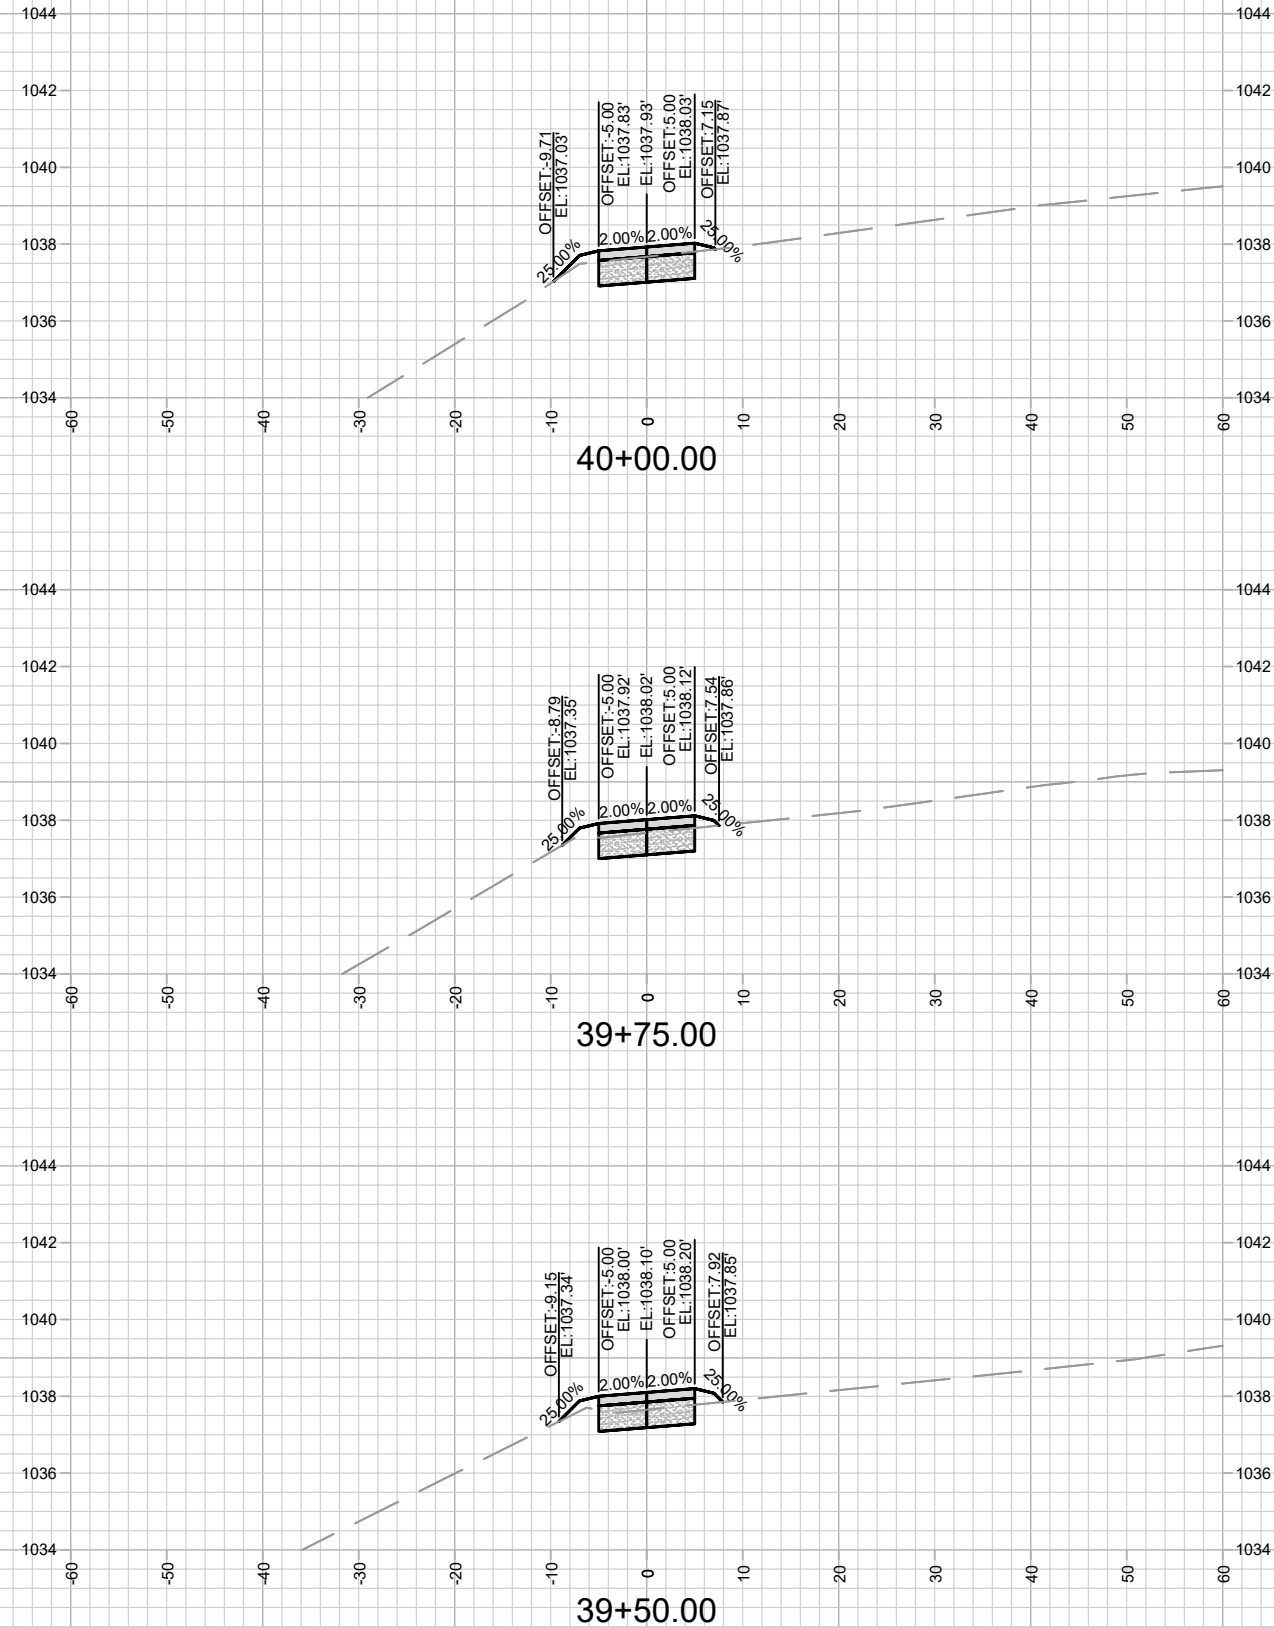 1044 1044
1042 1042
1040 1040
1038 1038
1036 1036
1034 1034
OFFSET:-9.71
EL:1037.03'
OFFSET:-5.00
EL:1037.83'
EL:1037.93'
OFFSET:5.00
EL:1038.03'
OFFSET:7.15
EL:1037.87'
25.00% 2.00% 2.00% 25.00%
-60 -50 -40 -30 -20 -10 0 10 20 30 40 50 60
40+00.00
1044 1044
1042 1042
1040 1040
1038 1038
1036 1036
1034 1034
OFFSET:-8.79
EL:1037.35'
OFFSET:-5.00
EL:1037.92'
EL:1038.02'
OFFSET:5.00
EL:1038.12'
OFFSET:7.54
EL:1037.86'
25.00% 2.00% 2.00% 25.00%
-60 -50 -40 -30 -20 -10 0 10 20 30 40 50 60
39+75.00
1044 1044
1042 1042
1040 1040
1038 1038
1036 1036
1034 1034
OFFSET:-9.15
EL:1037.34'
OFFSET:-5.00
EL:1038.00'
EL:1038.10'
OFFSET:5.00
EL:1038.20'
OFFSET:7.92
EL:1037.85'
25.00% 2.00% 2.00% 25.00%
-60 -50 -40 -30 -20 -10 0 10 20 30 40 50 60
39+50.00